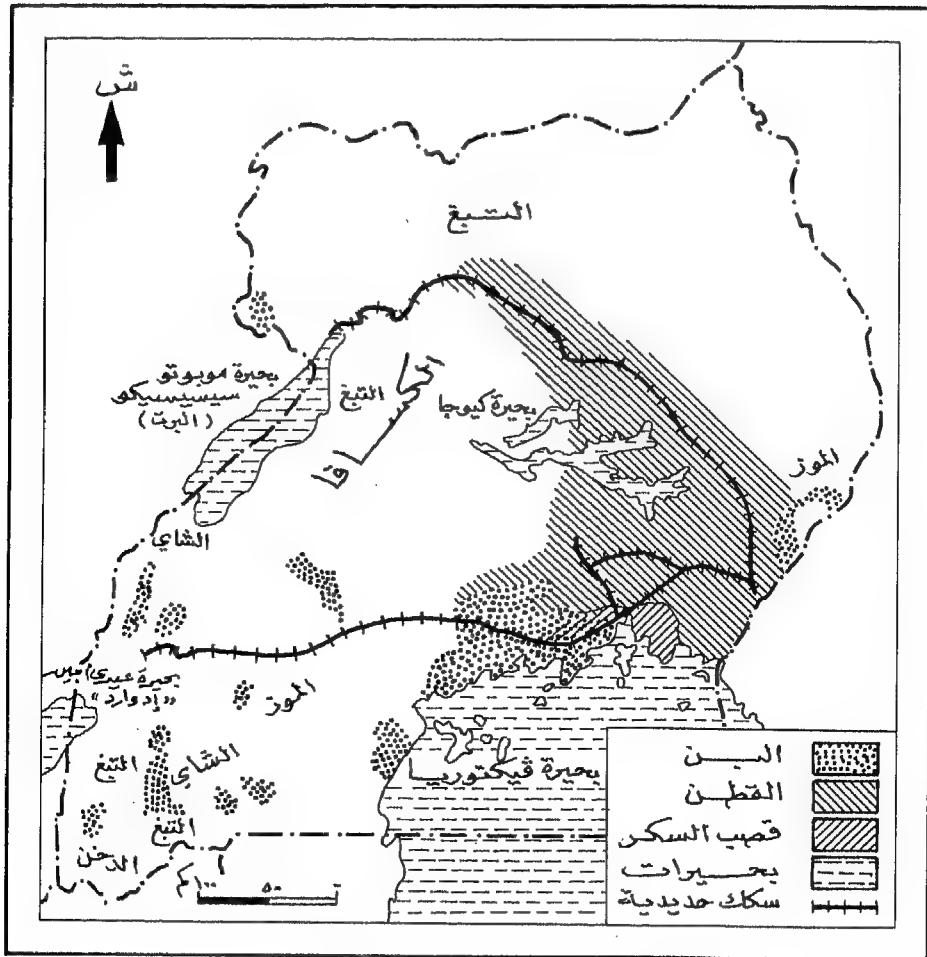 ش
التبغ
بحيرة موبوتو
سيسيسيكو
(البرت)
التبغ
بحيرة كيوجا
الموز
الشاي
بحيرة عيدي أمين
"إدوارد"
الموز
التبغ
الشاي
بحيرة فيكتوريا
التبغ
الدخن
١٠٠كم
٥٠
البن
القطن
قصب السكر
بحيرات
سكك حديدية